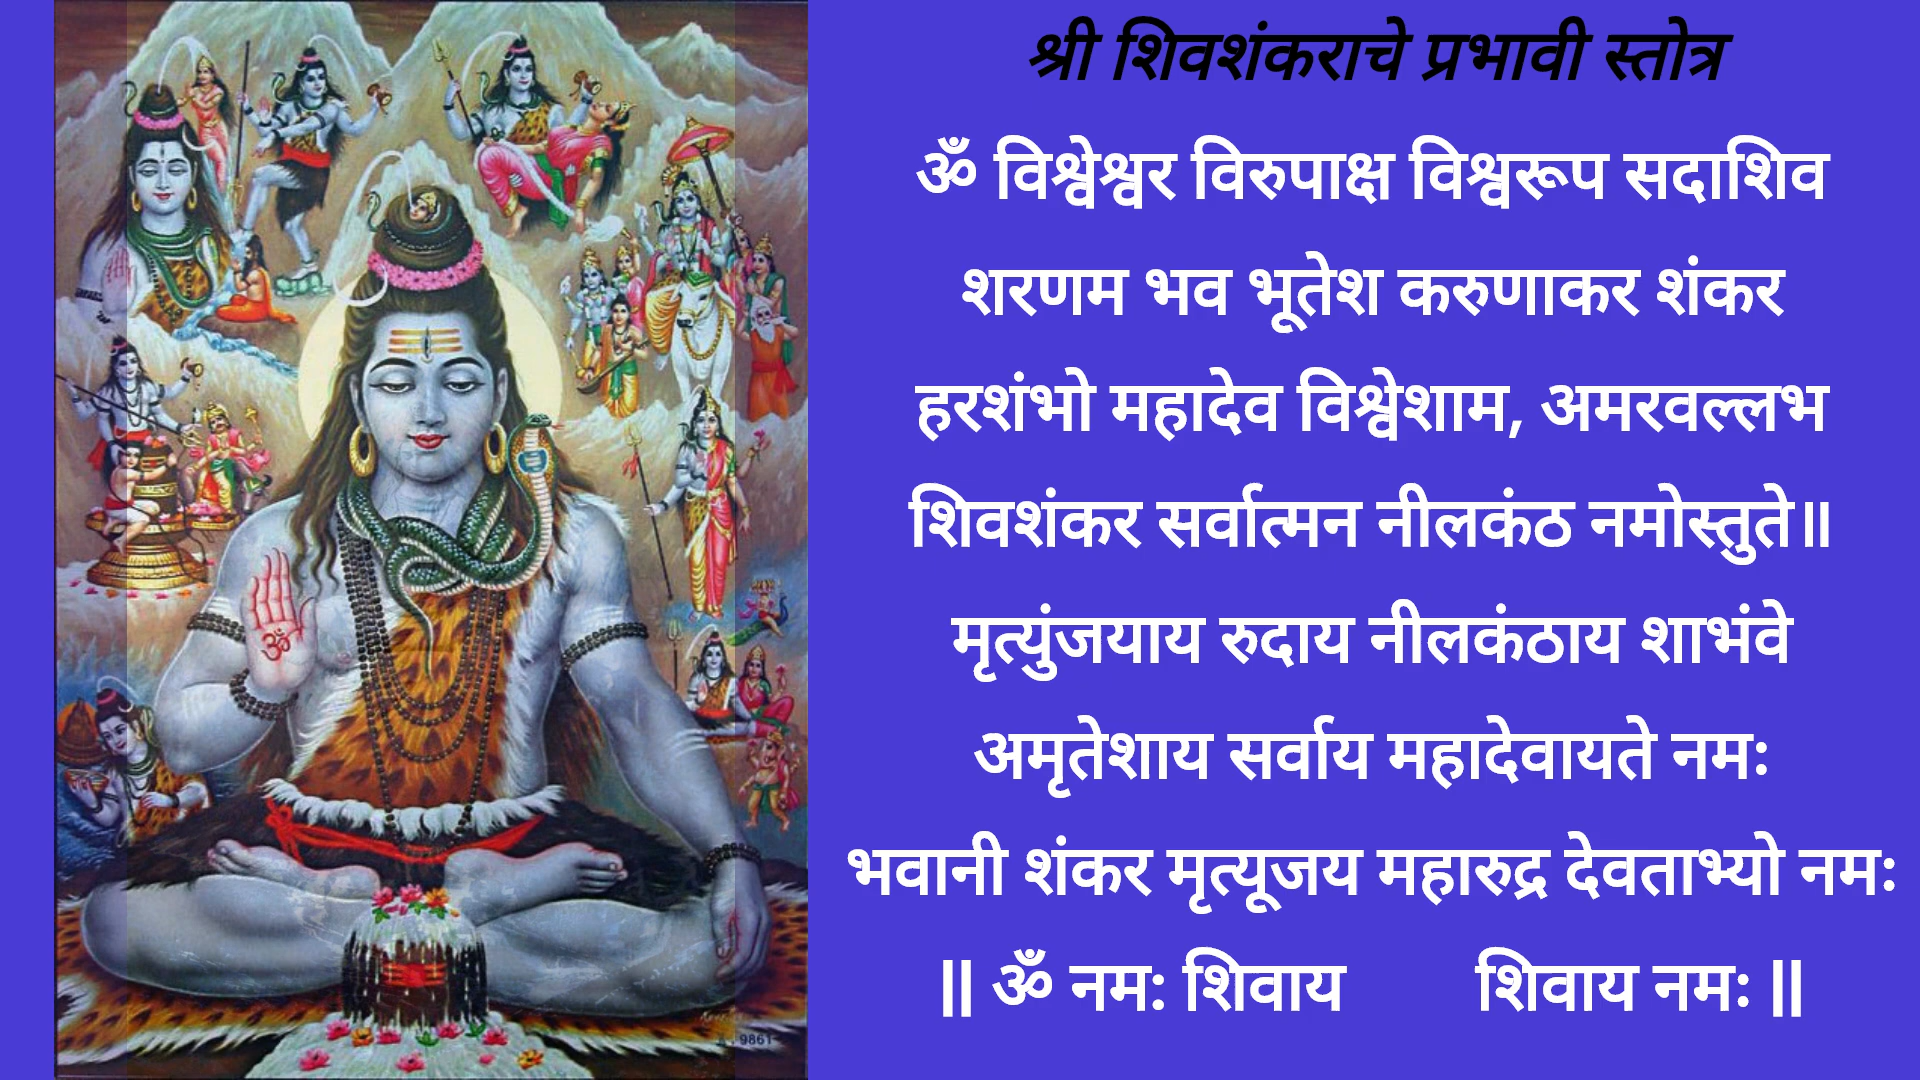 श्री शिवशंकराचे प्रभावी स्तोत्र
ॐ विश्वेश्वर विरुपाक्ष विश्वरूप सदाशिव
शरणम भव भूतेश करुणाकर शंकर
हरशंभो महादेव विश्वेशाम, अमरवल्लभ
शिवशंकर सर्वात्मन नीलकंठ नमोस्तुते॥
मृत्युंजयाय रुदाय नीलकंठाय शाभंवे
अमृतेशाय सर्वाय महादेवायते नमः
भवानी शंकर मृत्यूजय महारुद्र देवताभ्यो नमः
|| ॐ नम: शिवाय शिवाय नमः ||
ॐ
9861